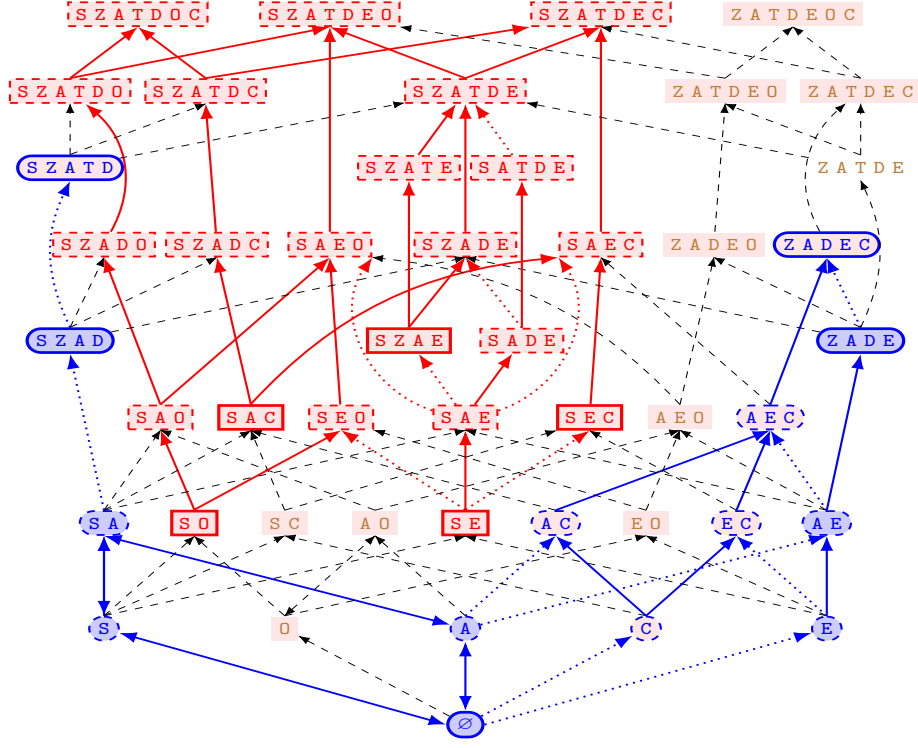 S Z A T D O C S Z A T D E O S Z A T D E C Z A T D E O C
S Z A T D O S Z A T D C S Z A T D E Z A T D E O Z A T D E C
S Z A T D S Z A T E S A T D E Z A T D E
S Z A D O S Z A D C S A E O S Z A D E S A E C Z A D E O Z A D E C
S Z A D S Z A E S A D E Z A D E
S A O S A C S E O S A E S E C A E O A E C
S A S O S C A O S E A C E O E C A E
S O A C E
∅